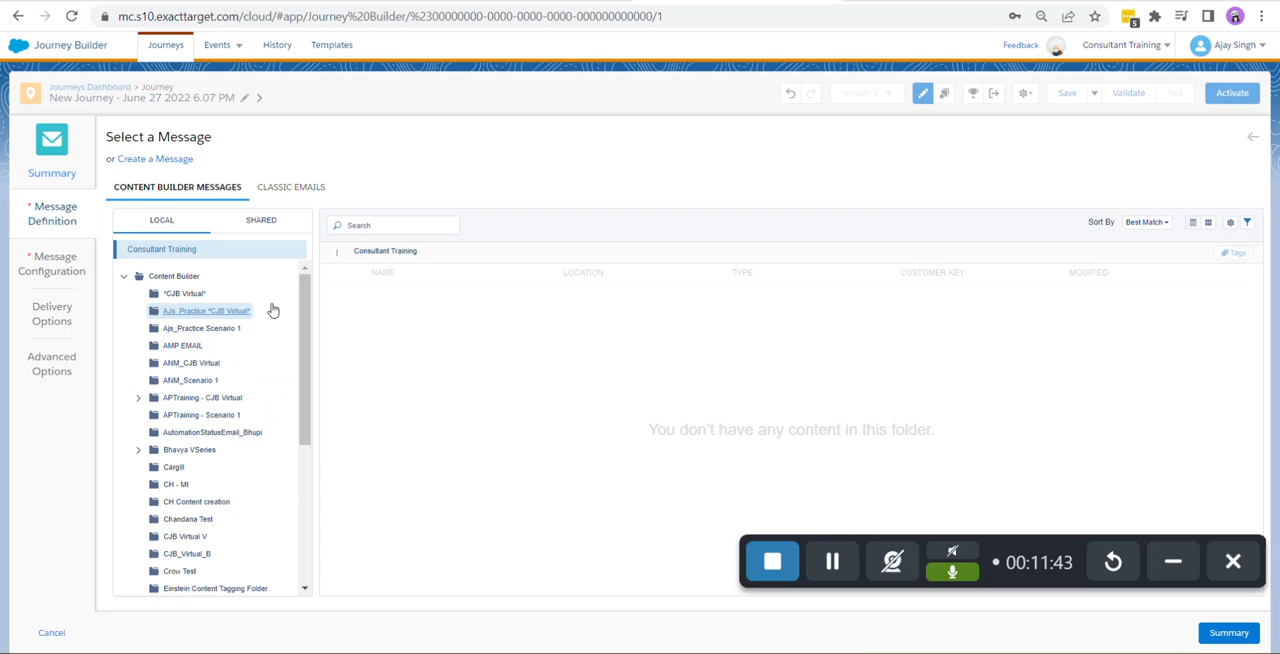 mc.s10.exacttarget.com/cloud/#app/Journey%20Builder/%2300000000-0000-0000-0000-000000000000/1
5
Journey Builder
Journeys
Events
History
Templates
Feedback
Consultant Training
Ajay Singh
Journeys Dashboard > Journey
New Journey - June 27 2022 6.07 PM
Version 1
Save
Validate
Test
Activate
Summary
* Message Definition
* Message Configuration
Delivery Options
Advanced Options
Select a Message
or Create a Message
CONTENT BUILDER MESSAGES
CLASSIC EMAILS
LOCAL
SHARED
Consultant Training
Content Builder
*CJB Virtual*
AJs_Practice *CJB Virtual*
Ajs_Practice Scenario 1
AMP EMAIL
ANM_CJB Virtual
ANM_Scenario 1
APTraining - CJB Virtual
APTraining - Scenario 1
AutomationStatusEmail_Bhupi
Bhavya VSeries
Cargill
CH - MI
CH Content creation
Chandana Test
CJB Virtual V
CJB_Virtual_B
Crow Test
Einstein Content Tagging Folder
Search
Sort By
Best Match
Consultant Training
Tags
NAME
LOCATION
TYPE
CUSTOMER KEY
MODIFIED
You don't have any content in this folder.
00:11:43
Cancel
Summary